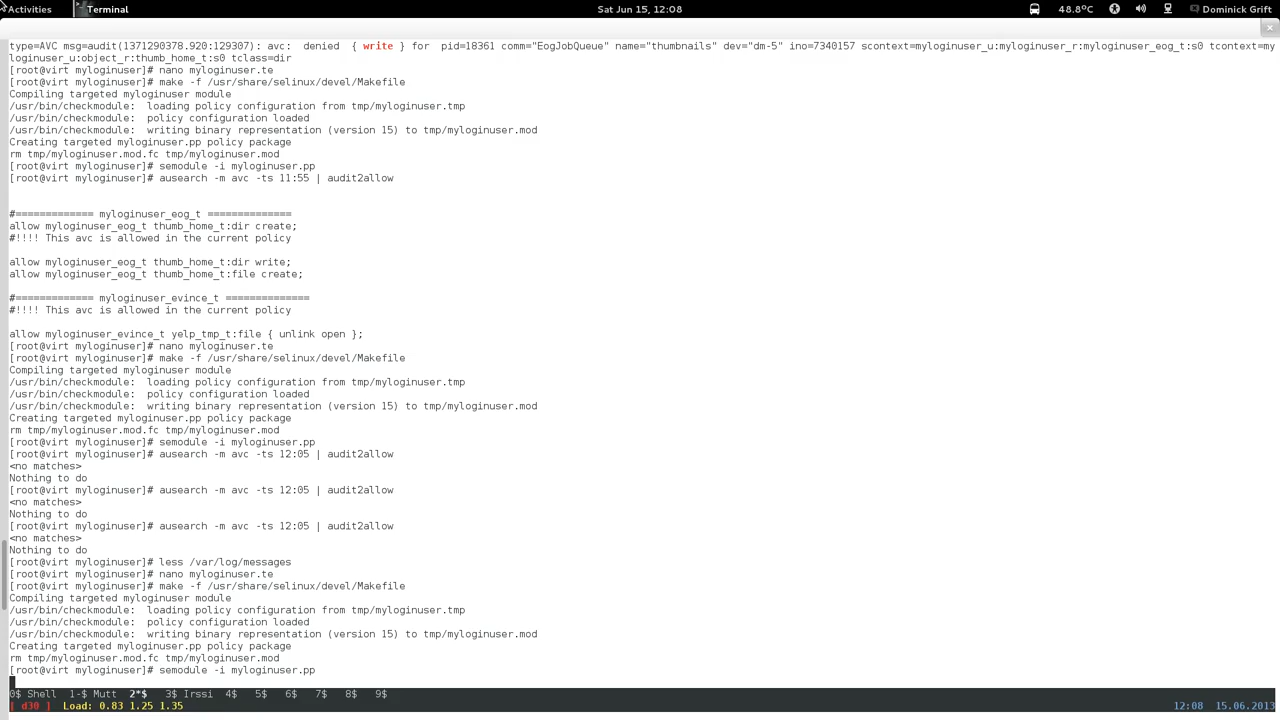 Activities Terminal Sat Jun 15, 12:08 48.8°C Dominick Grift
type=AVC msg=audit(1371290378.920:129307): avc:  denied  { write } for  pid=18361 comm="EogJobQueue" name="thumbnails" dev="dm-5" ino=7340157 scontext=myloginuser_u:myloginuser_r:myloginuser_eog_t:s0 tcontext=my
loginuser_u:object_r:thumb_home_t:s0 tclass=dir
[root@virt myloginuser]# nano myloginuser.te
[root@virt myloginuser]# make -f /usr/share/selinux/devel/Makefile
Compiling targeted myloginuser module
/usr/bin/checkmodule:  loading policy configuration from tmp/myloginuser.tmp
/usr/bin/checkmodule:  policy configuration loaded
/usr/bin/checkmodule:  writing binary representation (version 15) to tmp/myloginuser.mod
Creating targeted myloginuser.pp policy package
rm tmp/myloginuser.mod.fc tmp/myloginuser.mod
[root@virt myloginuser]# semodule -i myloginuser.pp
[root@virt myloginuser]# ausearch -m avc -ts 11:55 | audit2allow
#============= myloginuser_eog_t ==============
allow myloginuser_eog_t thumb_home_t:dir create;
#!!!! This avc is allowed in the current policy
allow myloginuser_eog_t thumb_home_t:dir write;
allow myloginuser_eog_t thumb_home_t:file create;
#============= myloginuser_evince_t ==============
#!!!! This avc is allowed in the current policy
allow myloginuser_evince_t yelp_tmp_t:file { unlink open };
[root@virt myloginuser]# nano myloginuser.te
[root@virt myloginuser]# make -f /usr/share/selinux/devel/Makefile
Compiling targeted myloginuser module
/usr/bin/checkmodule:  loading policy configuration from tmp/myloginuser.tmp
/usr/bin/checkmodule:  policy configuration loaded
/usr/bin/checkmodule:  writing binary representation (version 15) to tmp/myloginuser.mod
Creating targeted myloginuser.pp policy package
rm tmp/myloginuser.mod.fc tmp/myloginuser.mod
[root@virt myloginuser]# semodule -i myloginuser.pp
[root@virt myloginuser]# ausearch -m avc -ts 12:05 | audit2allow
<no matches>
Nothing to do
[root@virt myloginuser]# ausearch -m avc -ts 12:05 | audit2allow
<no matches>
Nothing to do
[root@virt myloginuser]# ausearch -m avc -ts 12:05 | audit2allow
<no matches>
Nothing to do
[root@virt myloginuser]# less /var/log/messages
[root@virt myloginuser]# nano myloginuser.te
[root@virt myloginuser]# make -f /usr/share/selinux/devel/Makefile
Compiling targeted myloginuser module
/usr/bin/checkmodule:  loading policy configuration from tmp/myloginuser.tmp
/usr/bin/checkmodule:  policy configuration loaded
/usr/bin/checkmodule:  writing binary representation (version 15) to tmp/myloginuser.mod
Creating targeted myloginuser.pp policy package
rm tmp/myloginuser.mod.fc tmp/myloginuser.mod
[root@virt myloginuser]# semodule -i myloginuser.pp
0$ Shell  1-$ Mutt  2*$  3$ Irssi  4$  5$  6$  7$  8$  9$
[ d30 ]  Load: 0.83 1.25 1.35 12:08  15.06.2013